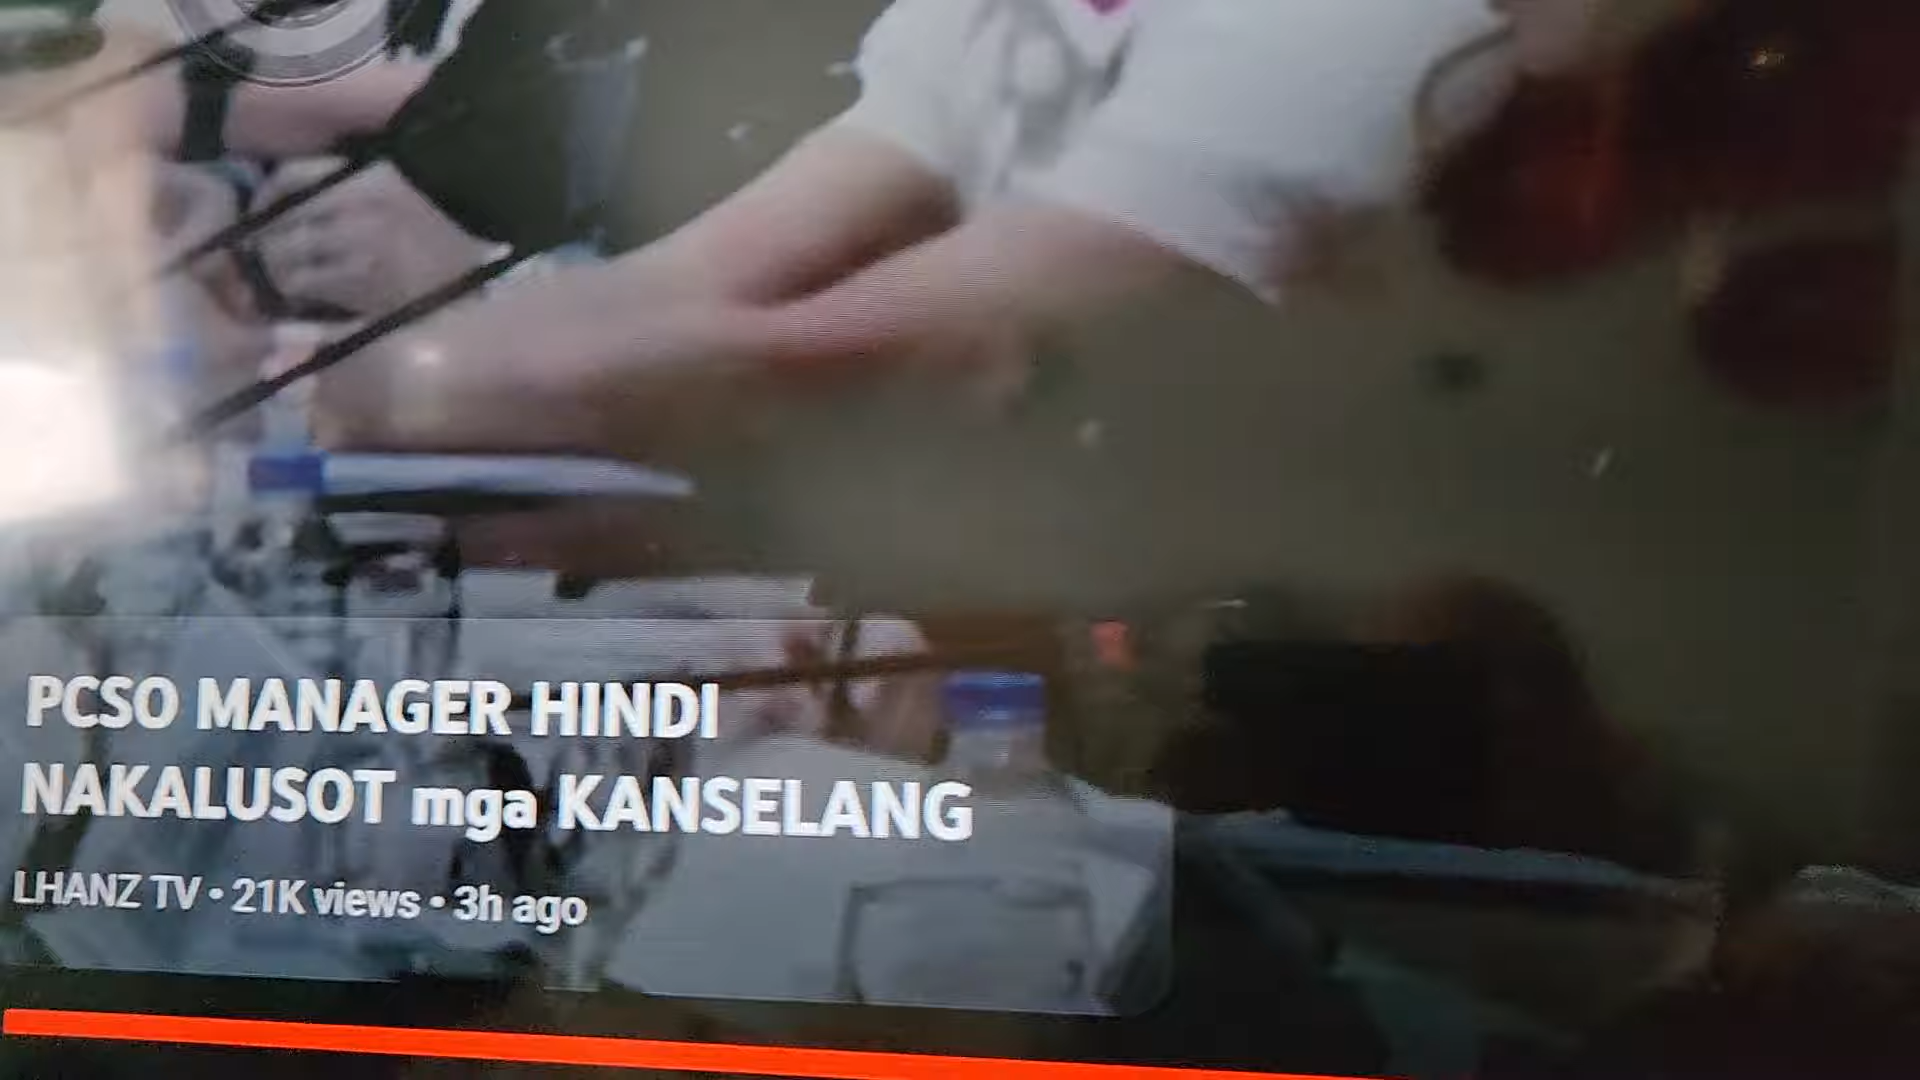 PCSO MANAGER HINDI
NAKALUSOT mga KANSELANG
LHANZ TV • 21K views • 3h ago